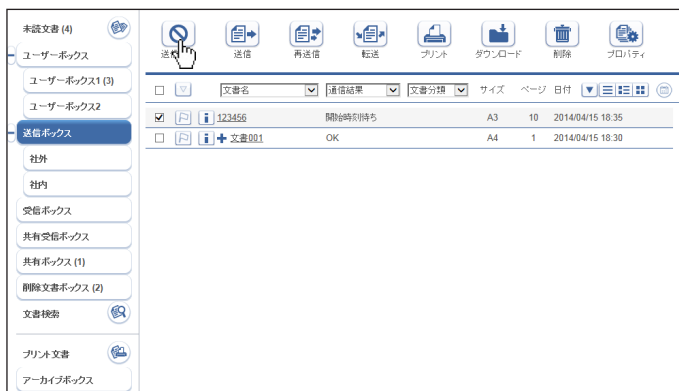 未読文書 (4)
ユーザーボックス
ユーザーボックス1 (3)
ユーザーボックス2
送信ボックス
社外
社内
受信ボックス
共有受信ボックス
共有ボックス (1)
削除文書ボックス (2)
文書検索
プリント文書
アーカイブボックス
送信 再送信 転送 プリント ダウンロード 削除 プロパティ
文書名 通信結果 文書分類 サイズ ページ 日付
123456 開始時刻待ち A3 10 2014/04/15 18:35
文書001 OK A4 1 2014/04/15 18:30